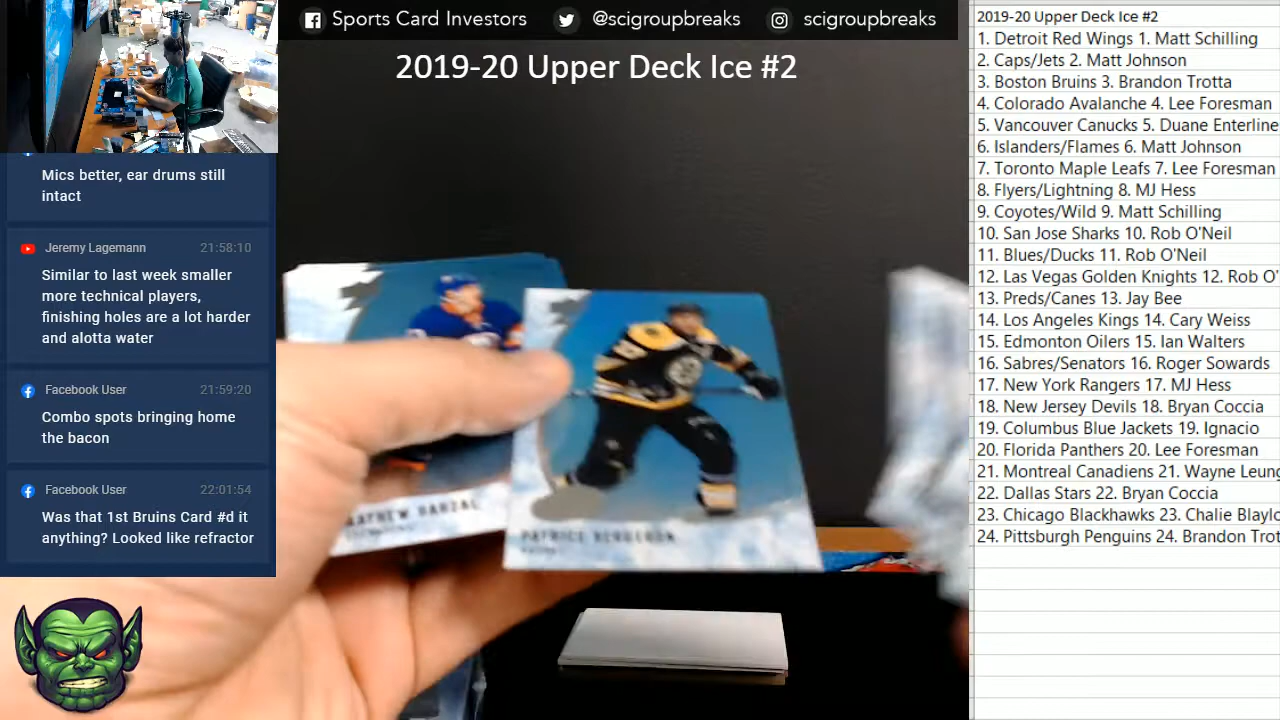 Sports Card Investors
@scigroupbreaks
scigroupbreaks
2019-20 Upper Deck Ice #2
Mics better, ear drums still
intact
Jeremy Lagemann 21:58:10
Similar to last week smaller
more technical players,
finishing holes are a lot harder
and alotta water
Facebook User 21:59:20
Combo spots bringing home
the bacon
Facebook User 22:01:54
Was that 1st Bruins Card #d it
anything? Looked like refractor
PATRICE BERGERON
2019-20 Upper Deck Ice #2
1. Detroit Red Wings 1. Matt Schilling
2. Caps/Jets 2. Matt Johnson
3. Boston Bruins 3. Brandon Trotta
4. Colorado Avalanche 4. Lee Foresman
5. Vancouver Canucks 5. Duane Enterline
6. Islanders/Flames 6. Matt Johnson
7. Toronto Maple Leafs 7. Lee Foresman
8. Flyers/Lightning 8. MJ Hess
9. Coyotes/Wild 9. Matt Schilling
10. San Jose Sharks 10. Rob O'Neil
11. Blues/Ducks 11. Rob O'Neil
12. Las Vegas Golden Knights 12. Rob O'
13. Preds/Canes 13. Jay Bee
14. Los Angeles Kings 14. Cary Weiss
15. Edmonton Oilers 15. Ian Walters
16. Sabres/Senators 16. Roger Sowards
17. New York Rangers 17. MJ Hess
18. New Jersey Devils 18. Bryan Coccia
19. Columbus Blue Jackets 19. Ignacio
20. Florida Panthers 20. Lee Foresman
21. Montreal Canadiens 21. Wayne Leung
22. Dallas Stars 22. Bryan Coccia
23. Chicago Blackhawks 23. Chalie Blaylo
24. Pittsburgh Penguins 24. Brandon Trot